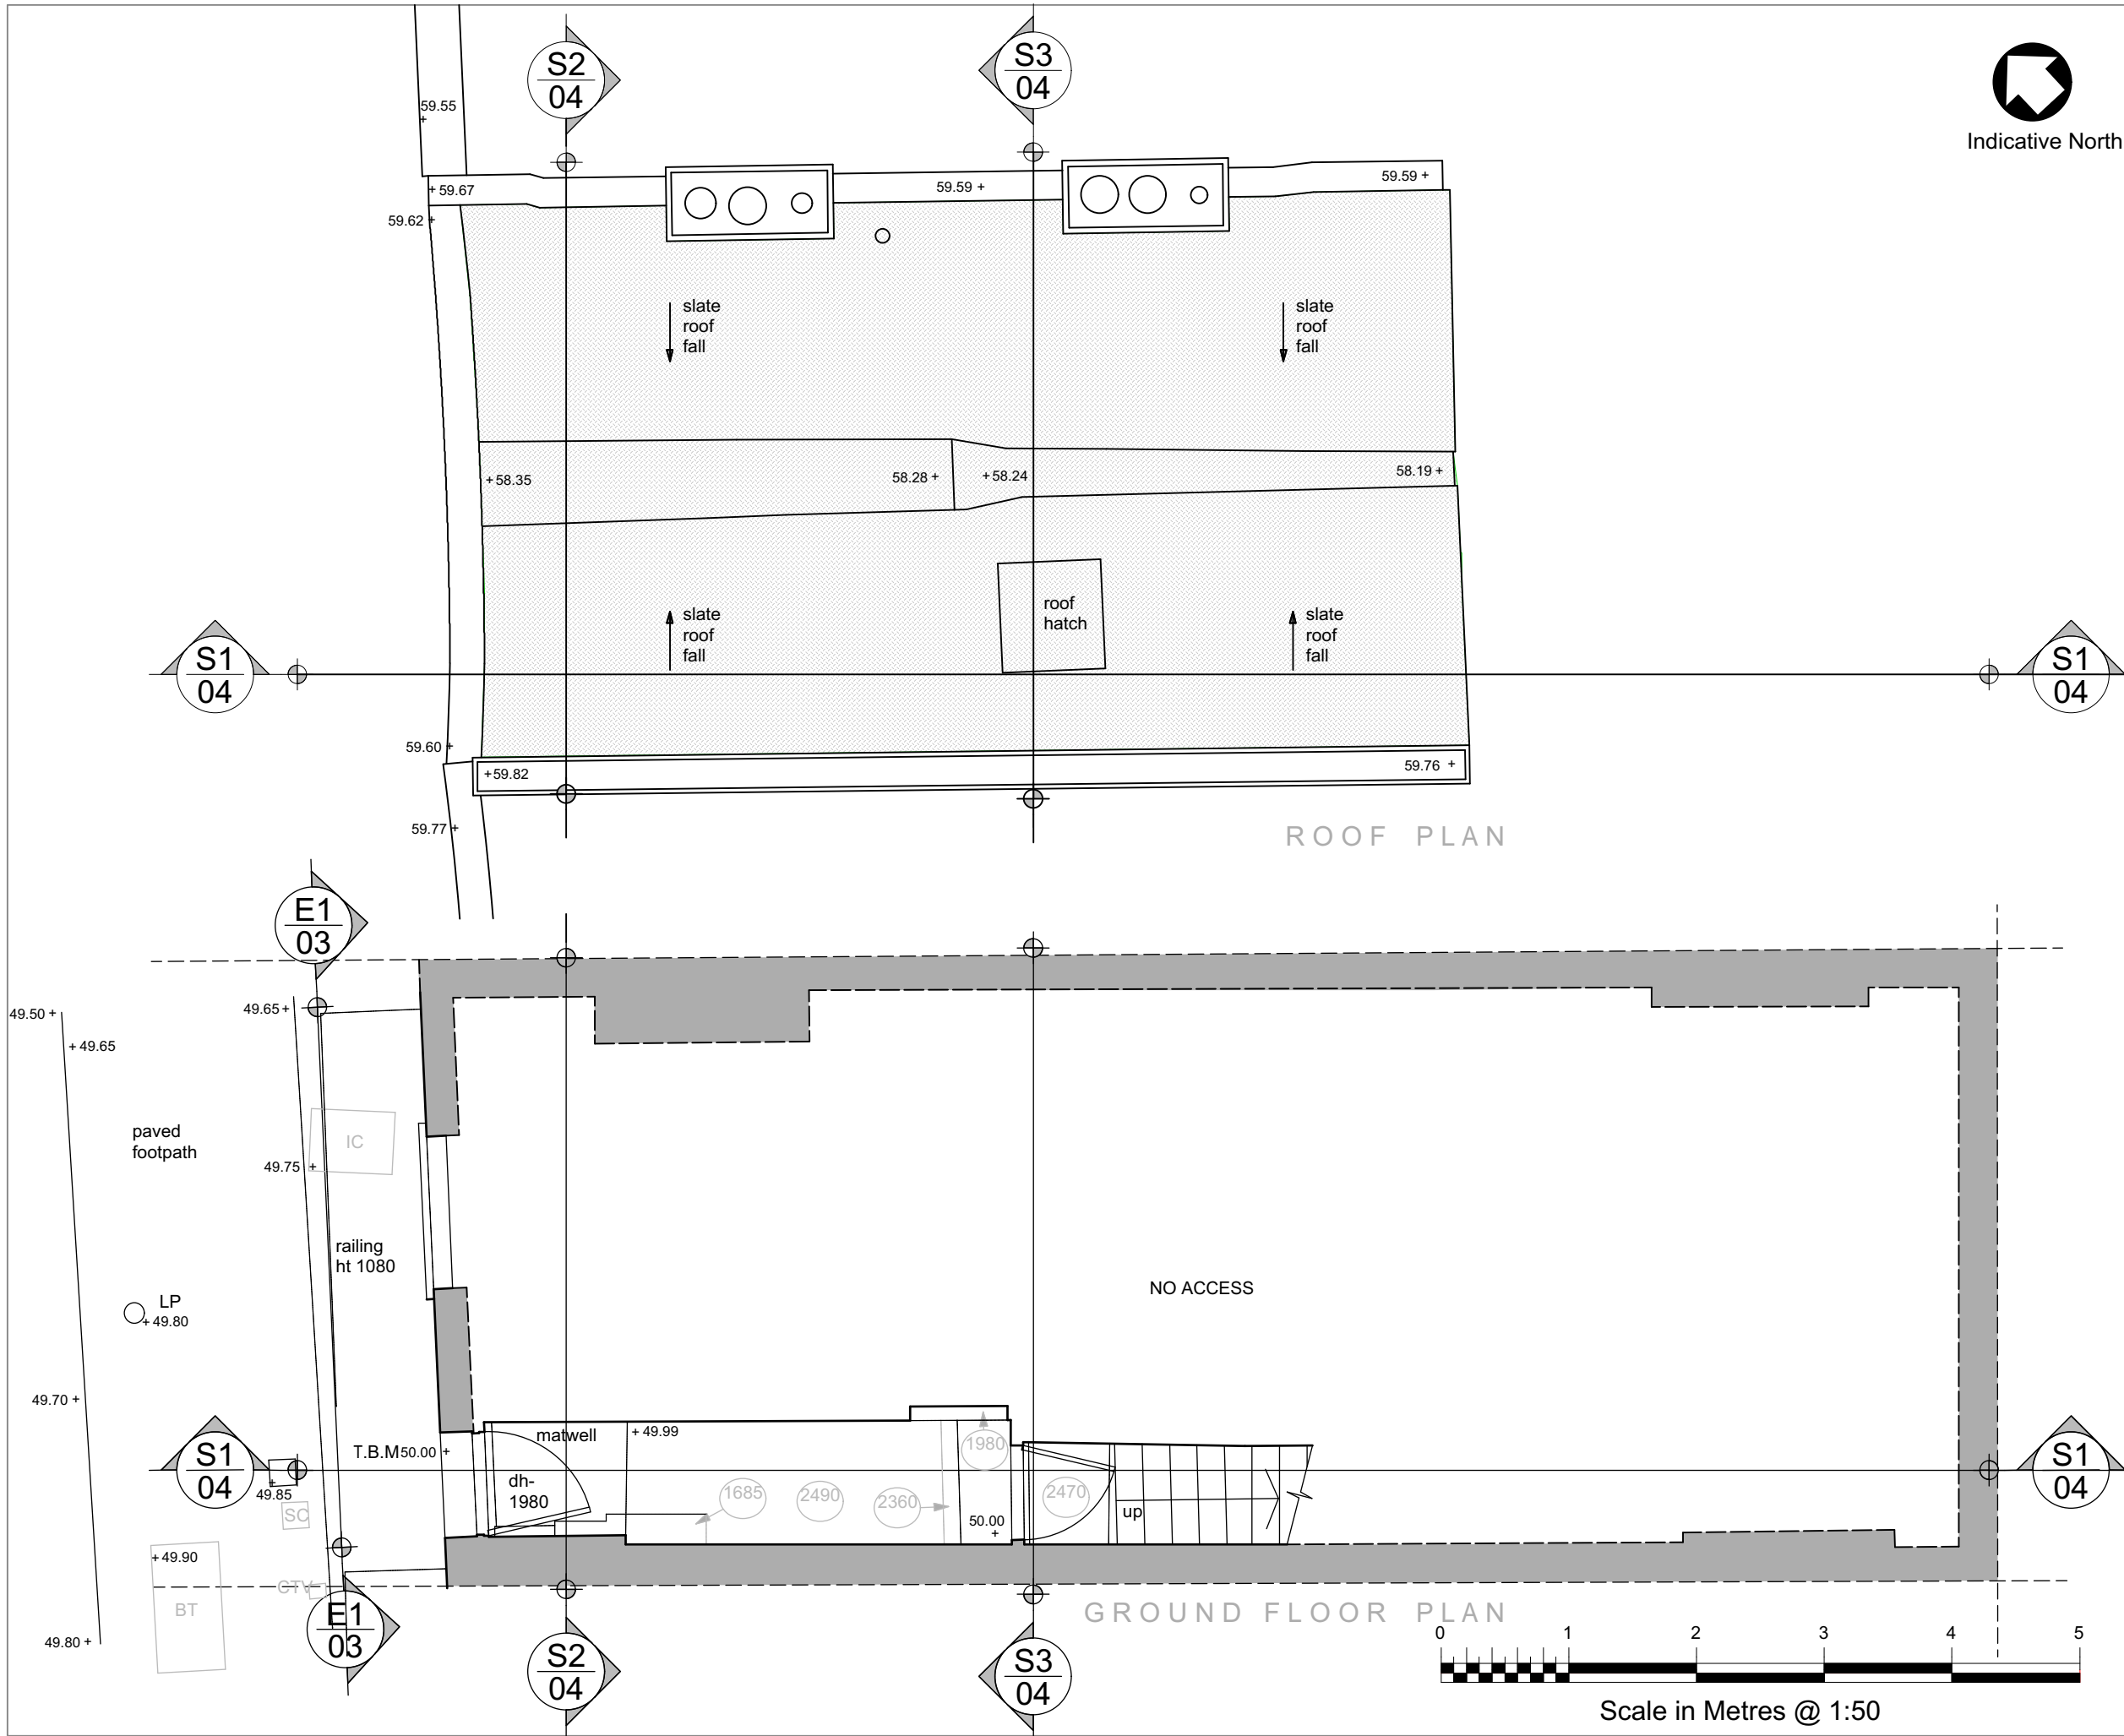 S2
04
S3
04
Indicative North
59.55
59.67
59.62
59.59
59.59
slate
roof
fall
slate
roof
fall
58.35
58.28
58.24
58.19
slate
roof
fall
roof
hatch
slate
roof
fall
S1
04
S1
04
59.60
59.82
59.76
59.77
ROOF PLAN
E1
03
49.50
49.65
49.65
paved
footpath
IC
49.75
railing
ht 1080
LP
49.80
NO ACCESS
49.70
T.B.M
50.00
matwell
49.99
1980
S1
04
49.85
SC
dh-
1980
1685
2490
2360
2470
50.00
up
S1
04
49.90
CTV
BT
E1
03
49.80
S2
04
S3
04
GROUND FLOOR PLAN
0 1 2 3 4 5
Scale in Metres @ 1:50